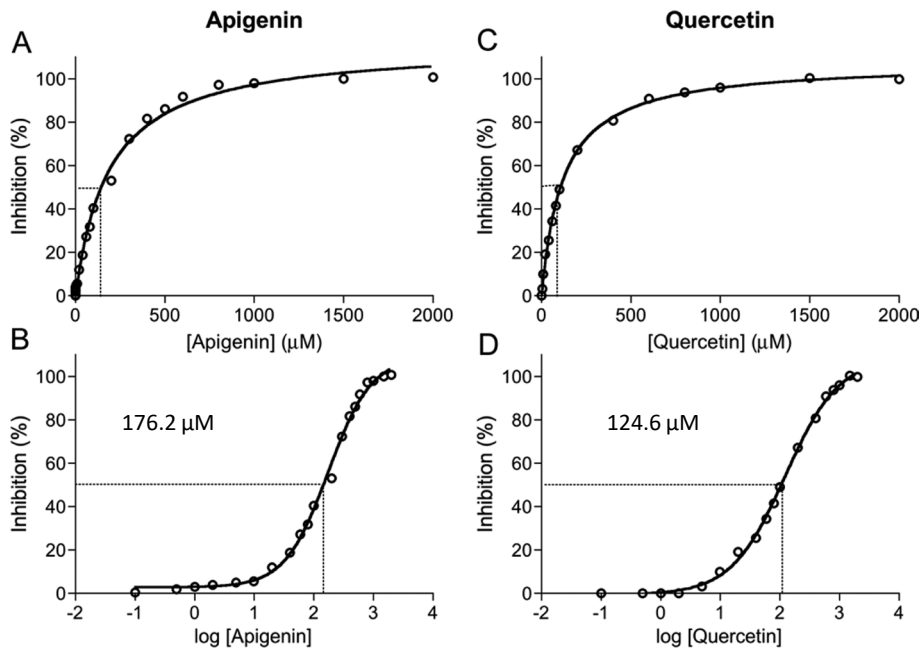 Apigenin
A
Inhibition (%)
100
80
60
40
20
0
0 500 1000 1500 2000
[Apigenin] (μM)
Quercetin
C
Inhibition (%)
100
80
60
40
20
0
0 500 1000 1500 2000
[Quercetin] (μM)
B
Inhibition (%)
100
80
60
40
20
0
176.2 μM
-2 -1 0 1 2 3 4
log [Apigenin]
D
Inhibition (%)
100
80
60
40
20
0
124.6 μM
-2 -1 0 1 2 3 4
log [Quercetin]